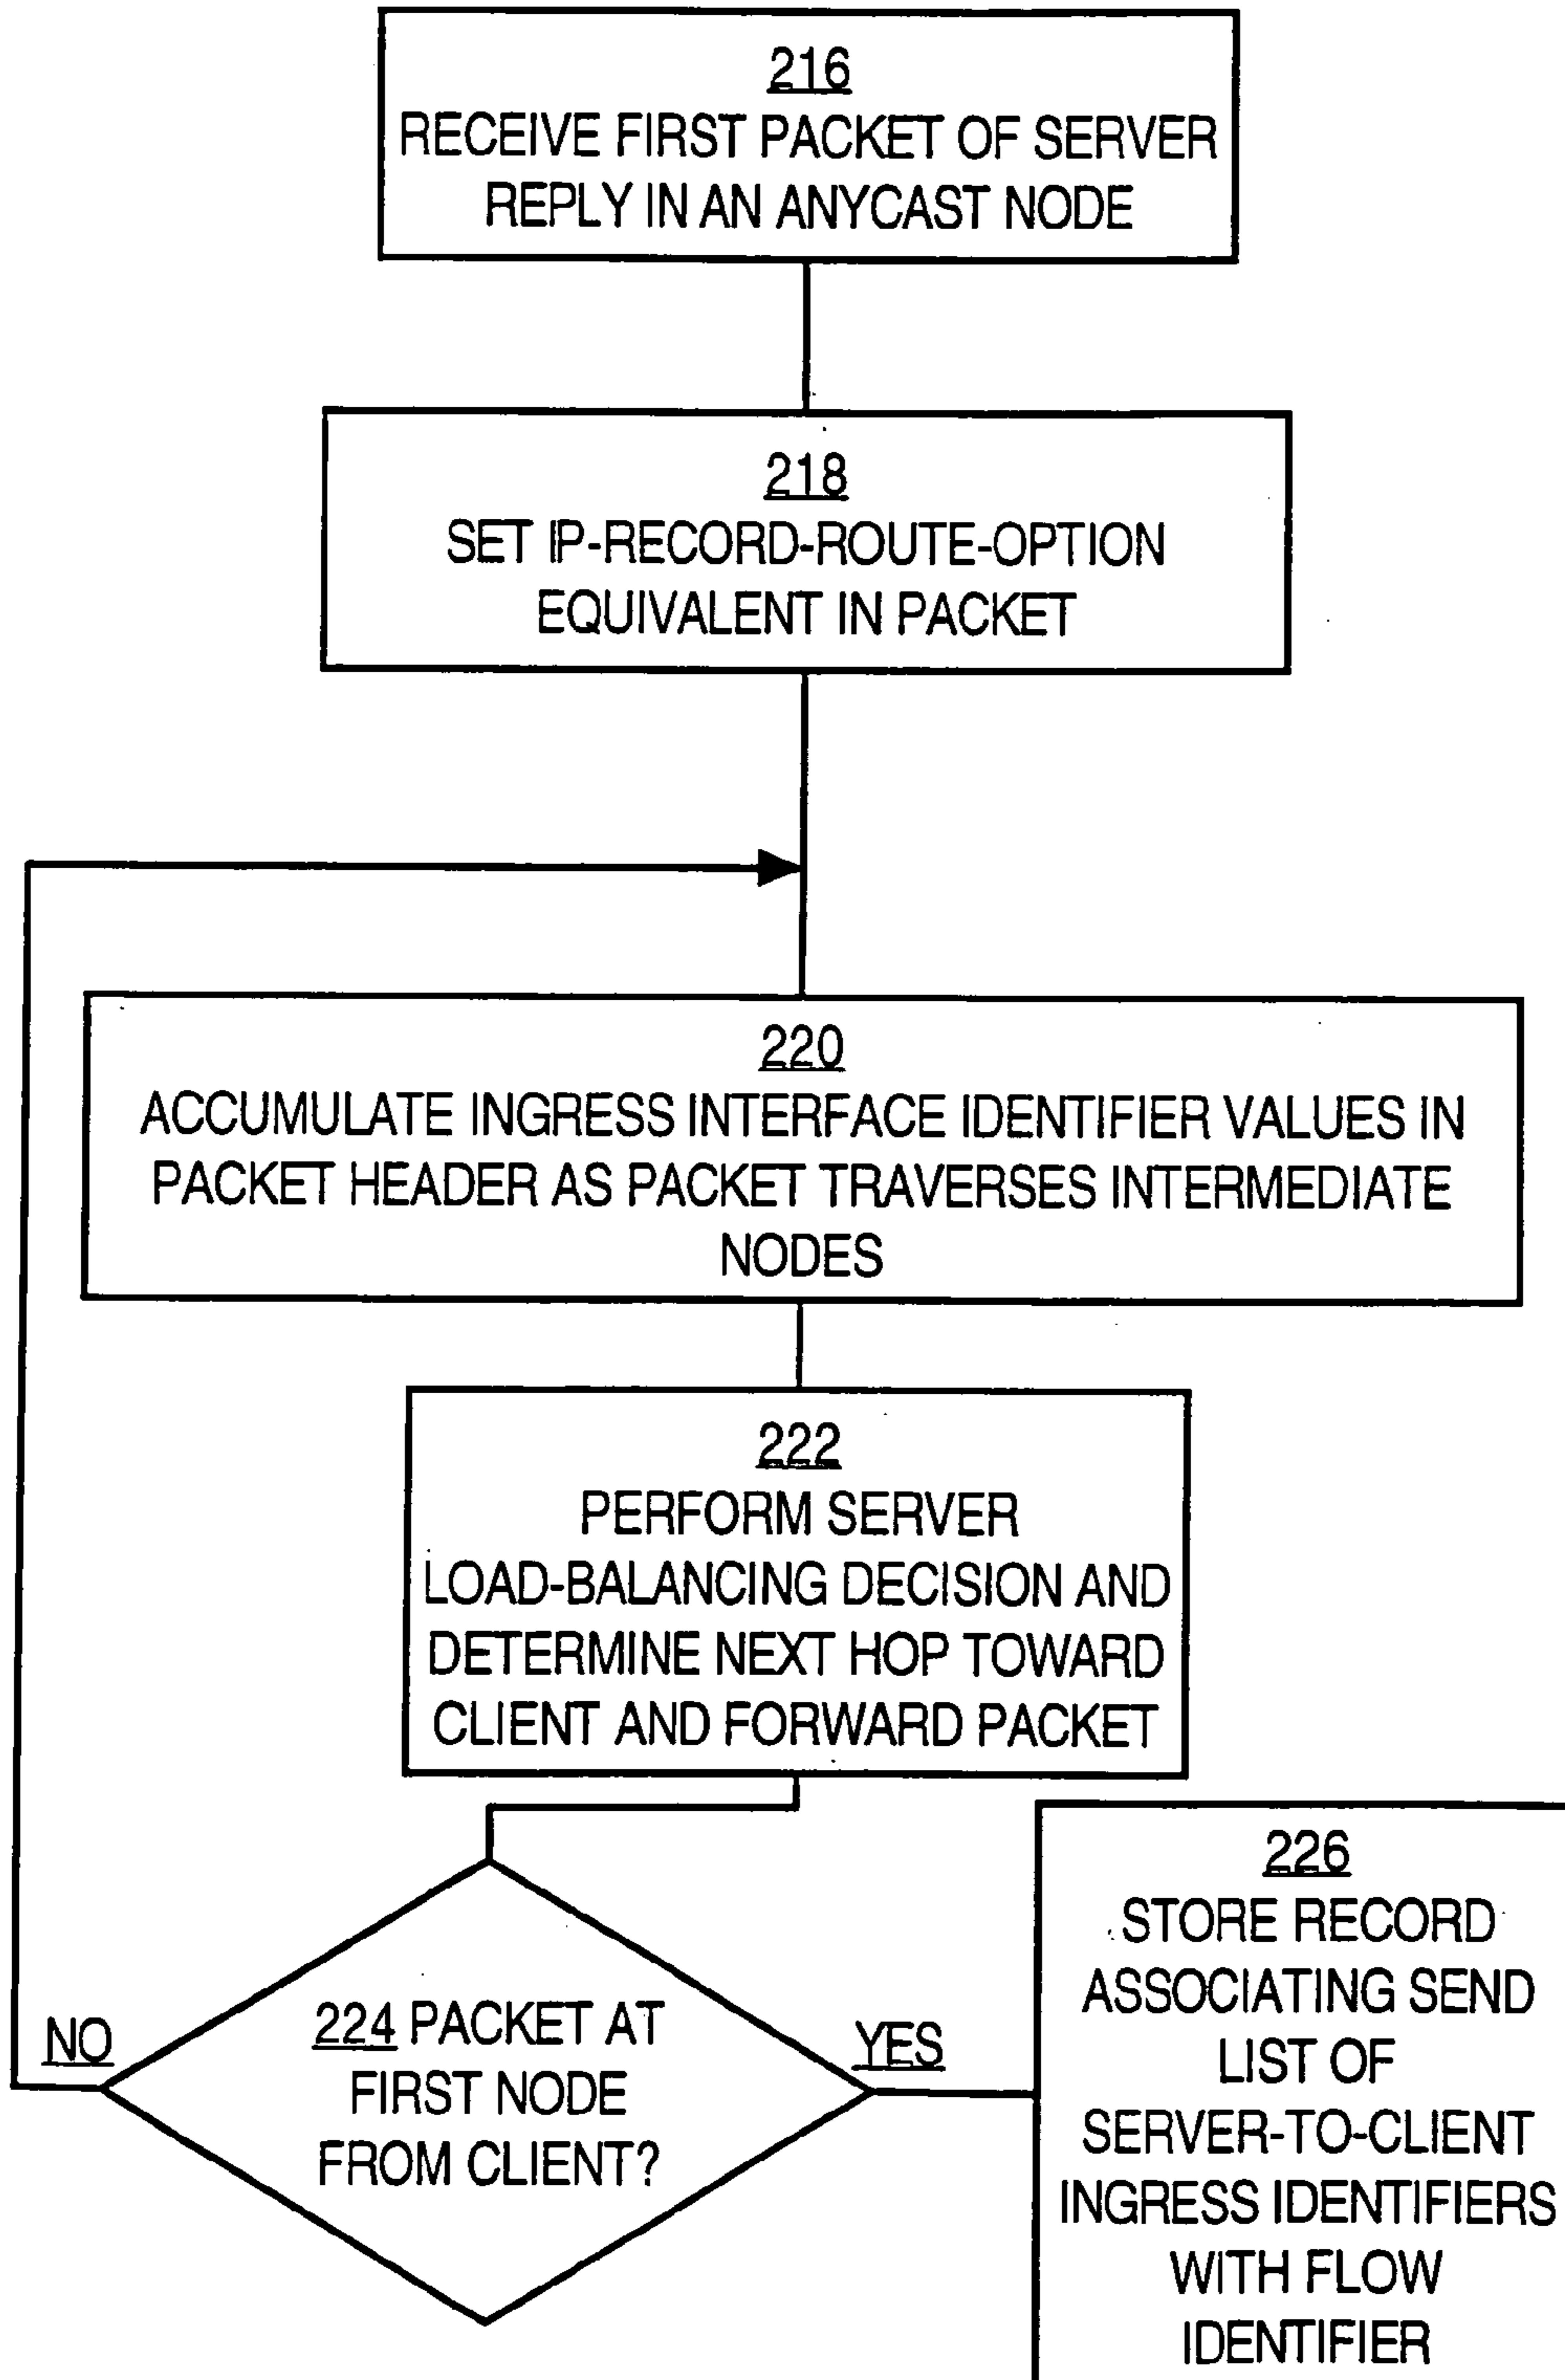 216
RECEIVE FIRST PACKET OF SERVER
REPLY IN AN ANYCAST NODE
218
SET IP-RECORD-ROUTE-OPTION
EQUIVALENT IN PACKET
220
ACCUMULATE INGRESS INTERFACE IDENTIFIER VALUES IN
PACKET HEADER AS PACKET TRAVERSES INTERMEDIATE
NODES
222
PERFORM SERVER
LOAD-BALANCING DECISION AND
DETERMINE NEXT HOP TOWARD
CLIENT AND FORWARD PACKET
NO
224 PACKET AT
FIRST NODE
FROM CLIENT?
YES
226
STORE RECORD
ASSOCIATING SEND
LIST OF
SERVER-TO-CLIENT
INGRESS IDENTIFIERS
WITH FLOW
IDENTIFIER